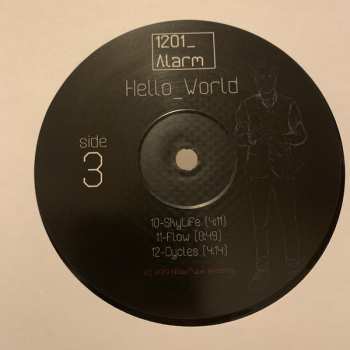 1201_
Alarm
Hello_World
side
3
10-SkyLife (4:11)
11-Flow (8:49)
12-Cycles (4:14)